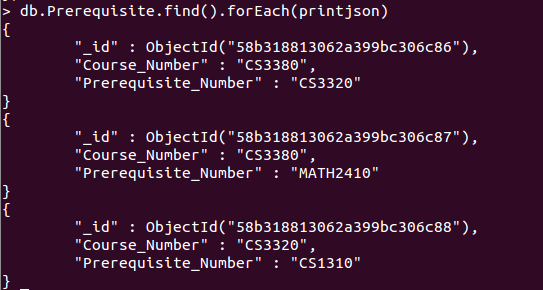 > db.Prerequisite.find().forEach(printjson)
{
        "_id" : ObjectId("58b318813062a399bc306c86"),
        "Course_Number" : "CS3380",
        "Prerequisite_Number" : "CS3320"
}
{
        "_id" : ObjectId("58b318813062a399bc306c87"),
        "Course_Number" : "CS3380",
        "Prerequisite_Number" : "MATH2410"
}
{
        "_id" : ObjectId("58b318813062a399bc306c88"),
        "Course_Number" : "CS3320",
        "Prerequisite_Number" : "CS1310"
}